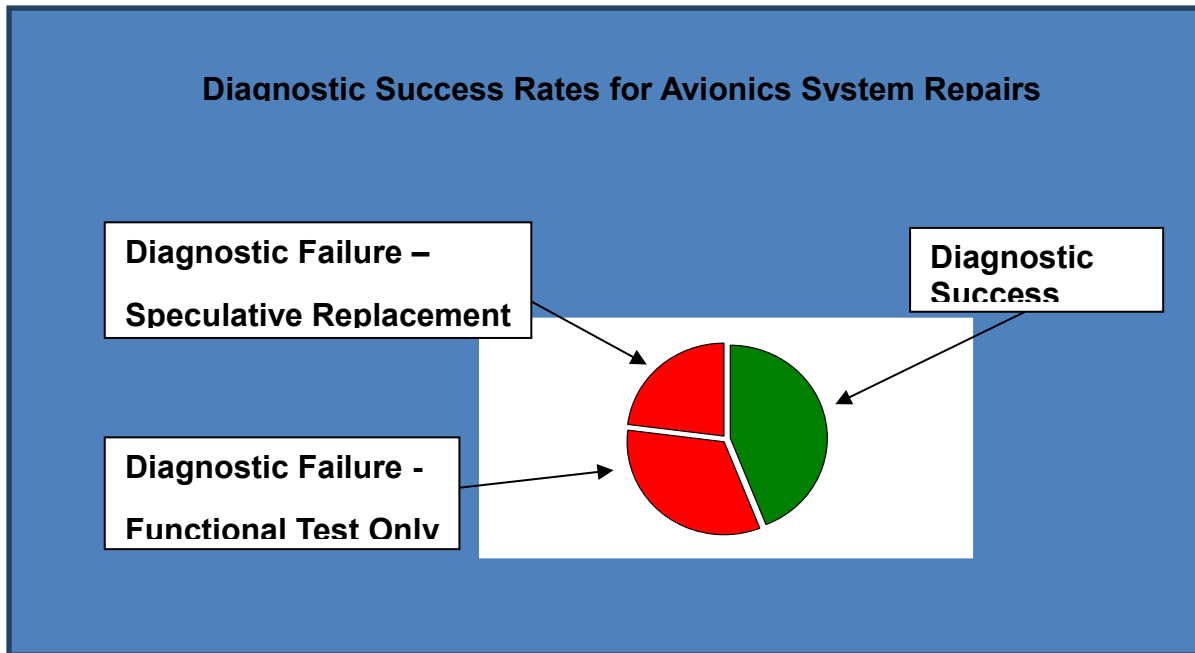 Diagnostic Success Rates for Avionics System Repairs
Diagnostic Failure –
Speculative Replacement
Diagnostic
Success
Diagnostic Failure -
Functional Test Only